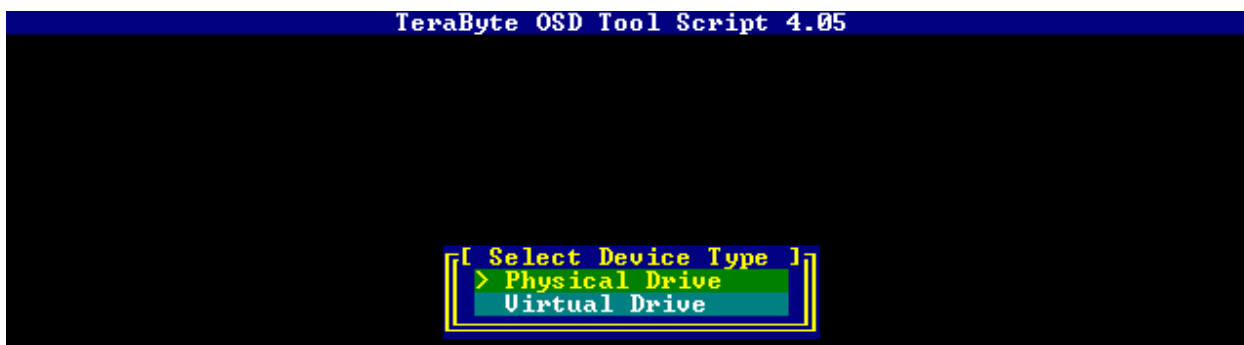 TeraByte OSD Tool Script 4.05
[ Select Device Type ]
> Physical Drive
Virtual Drive